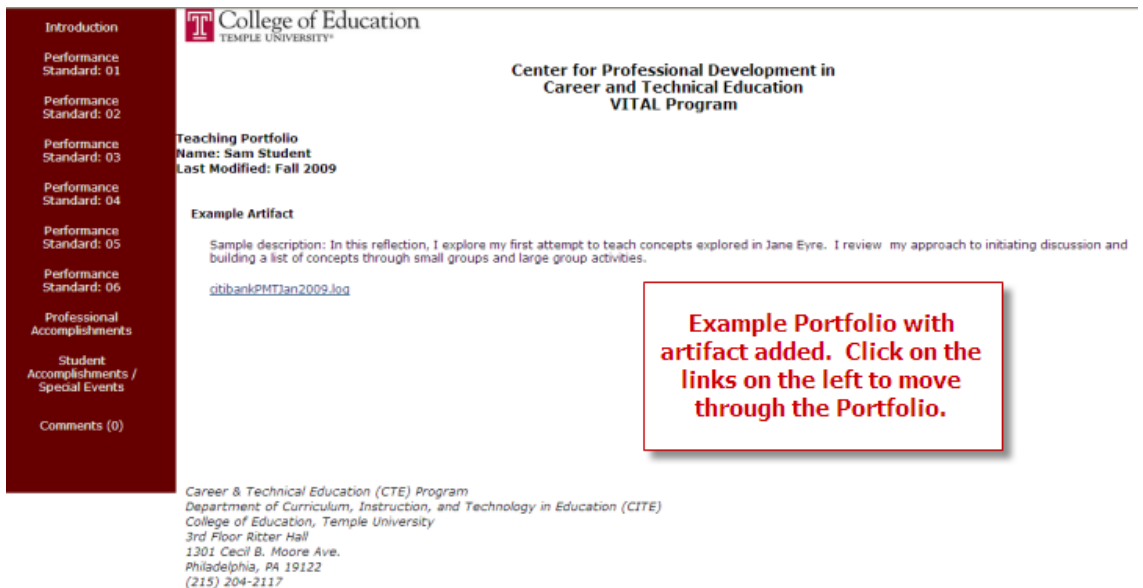 Introduction
Performance
Standard: 01
Performance
Standard: 02
Performance
Standard: 03
Performance
Standard: 04
Performance
Standard: 05
Performance
Standard: 06
Professional
Accomplishments
Student
Accomplishments /
Special Events
Comments (0)
College of Education
TEMPLE UNIVERSITY®
Center for Professional Development in
Career and Technical Education
VITAL Program
Teaching Portfolio
Name: Sam Student
Last Modified: Fall 2009
Example Artifact
Sample description: In this reflection, I explore my first attempt to teach concepts explored in Jane Eyre. I review my approach to initiating discussion and
building a list of concepts through small groups and large group activities.
citibankPMTJan2009.log
Example Portfolio with
artifact added. Click on the
links on the left to move
through the Portfolio.
Career & Technical Education (CTE) Program
Department of Curriculum, Instruction, and Technology in Education (CITE)
College of Education, Temple University
3rd Floor Ritter Hall
1301 Cecil B. Moore Ave.
Philadelphia, PA 19122
(215) 204-2117